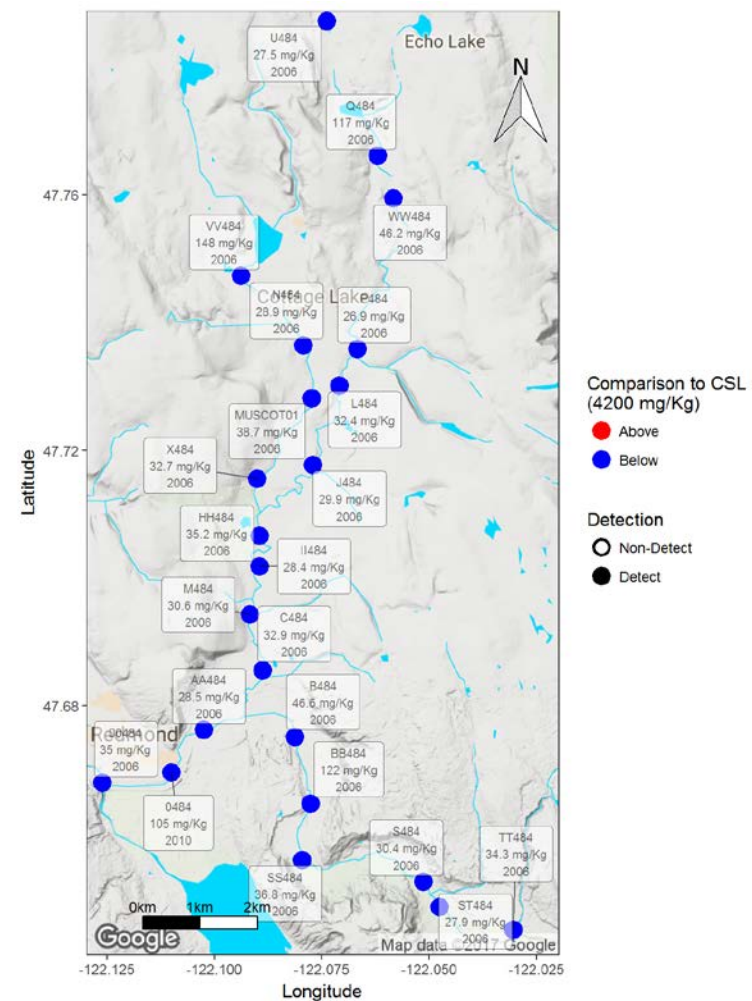 U484
27.5 mg/Kg
2006
Echo Lake
N
Q484
117 mg/Kg
2006
47.76
WW484
46.2 mg/Kg
2006
VV484
148 mg/Kg
2006
Cottage Lake
N484
28.9 mg/Kg
2006
P484
26.9 mg/Kg
2006
L484
32.4 mg/Kg
2006
MUSCOT01
38.7 mg/Kg
2006
47.72
X484
32.7 mg/Kg
2006
J484
29.9 mg/Kg
2006
HH484
35.2 mg/Kg
2006
II484
28.4 mg/Kg
2006
M484
30.6 mg/Kg
2006
C484
32.9 mg/Kg
2006
AA484
28.5 mg/Kg
2006
B484
46.6 mg/Kg
2006
47.68
Redmond
35 mg/Kg
2006
BB484
122 mg/Kg
2006
0484
105 mg/Kg
2010
S484
30.4 mg/Kg
2006
TT484
34.3 mg/Kg
2006
SS484
36.8 mg/Kg
2006
ST484
27.9 mg/Kg
2006
0km 1km 2km
Google
Map data ©2017 Google
-122.125 -122.100 -122.075 -122.050 -122.025
Longitude
Latitude
Comparison to CSL
(4200 mg/Kg)
Above
Below
Detection
Non-Detect
Detect